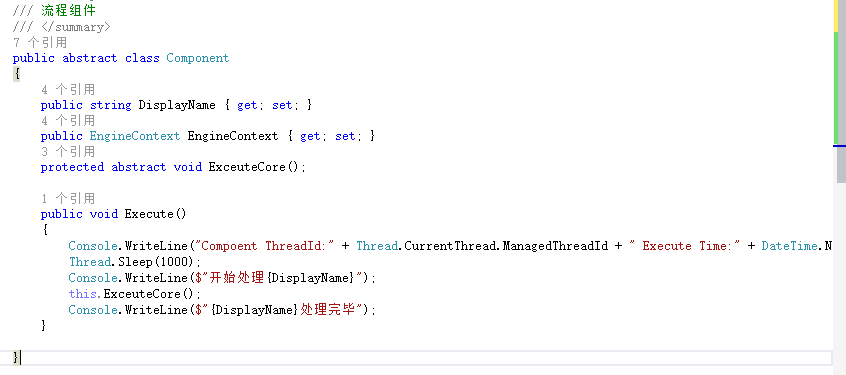 /// 流程组件
/// </summary>
7 个引用
public abstract class Component
{
4 个引用
public string DisplayName { get; set; }
4 个引用
public EngineContext EngineContext { get; set; }
3 个引用
protected abstract void ExceuteCore();
1 个引用
public void Execute()
{
Console.WriteLine("Compoent ThreadId:" + Thread.CurrentThread.ManagedThreadId + " Execute Time:" + DateTime.N
Thread.Sleep(1000);
Console.WriteLine($"开始处理{DisplayName}");
this.ExceuteCore();
Console.WriteLine($"{DisplayName}处理完毕");
}
}